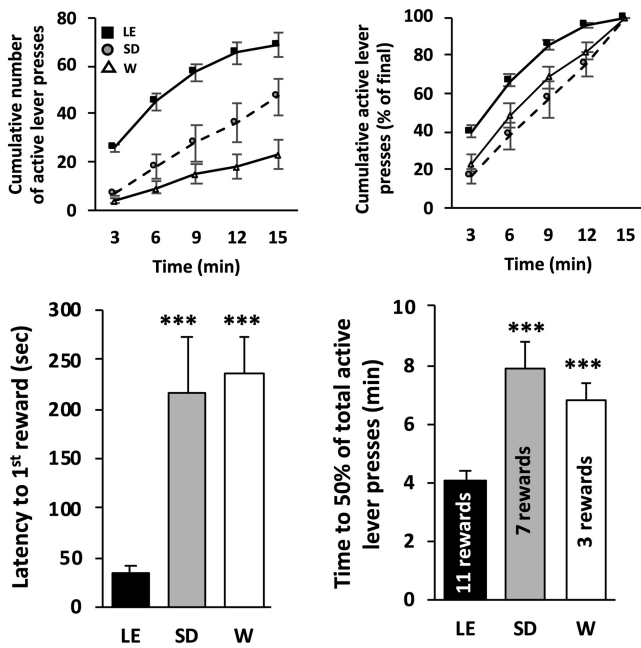 Cumulative number
of active lever presses
80
60
40
20
0
LE
SD
W
3 6 9 12 15
Time (min)
Cumulative active lever
presses (% of final)
100
80
60
40
20
0
3 6 9 12 15
Time (min)
Latency to 1st reward (sec)
300
250
200
150
100
50
0
***
***
LE SD W
Time to 50% of total active
lever presses (min)
10
8
6
4
2
0
***
***
11 rewards
7 rewards
3 rewards
LE SD W